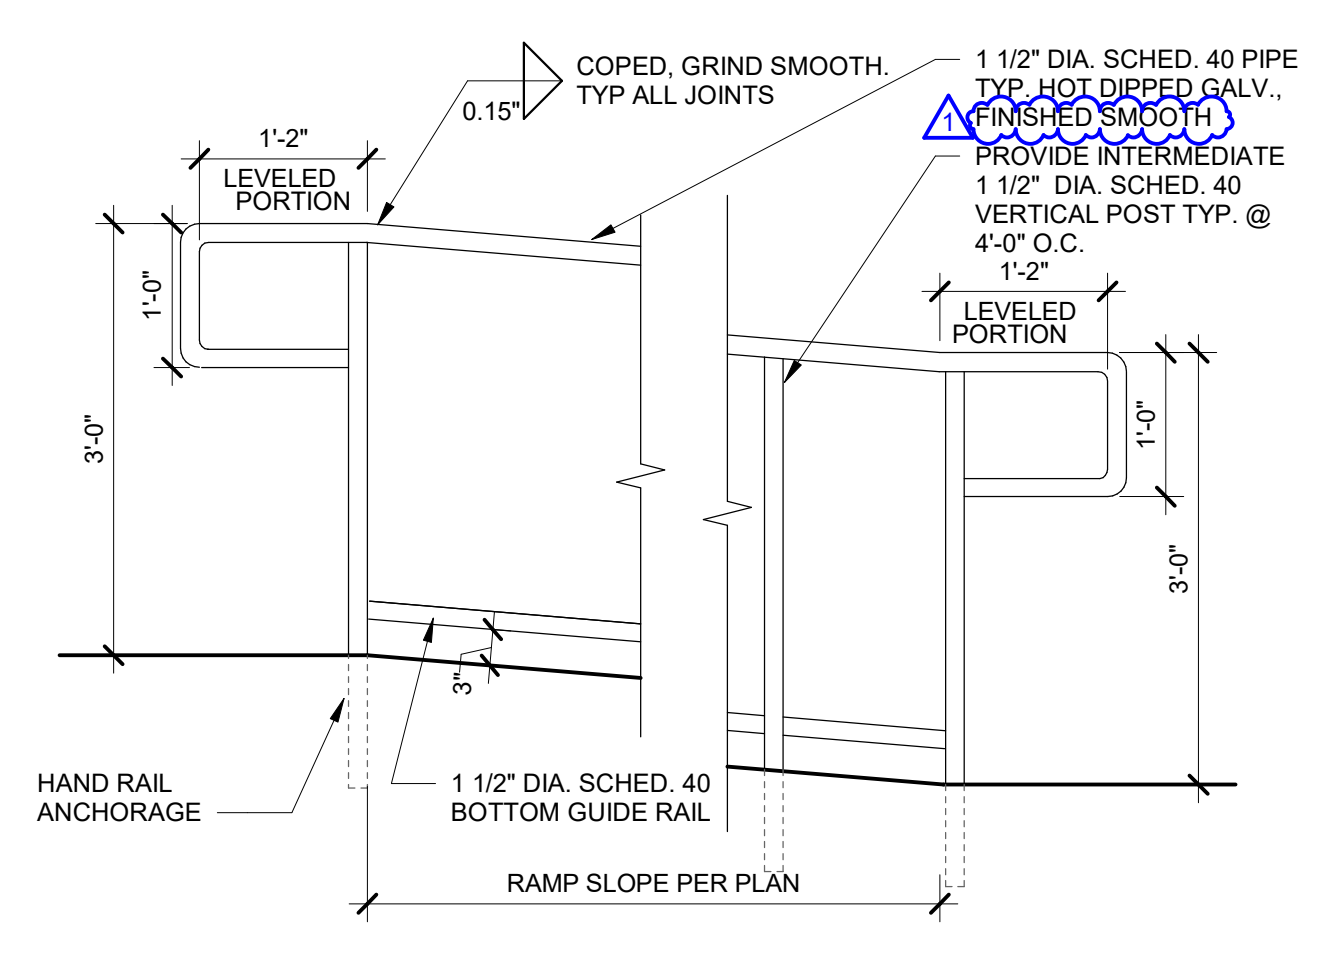 COPED, GRIND SMOOTH.
TYP ALL JOINTS
0.15"
1 1/2" DIA. SCHED. 40 PIPE
TYP. HOT DIPPED GALV.,
FINISHED SMOOTH
1
PROVIDE INTERMEDIATE
1 1/2" DIA. SCHED. 40
VERTICAL POST TYP. @
4'-0" O.C.
1'-2"
LEVELED
PORTION
1'-2"
LEVELED
PORTION
1'-0"
3'-0"
1'-0"
3'-0"
3"
HAND RAIL
ANCHORAGE
1 1/2" DIA. SCHED. 40
BOTTOM GUIDE RAIL
RAMP SLOPE PER PLAN